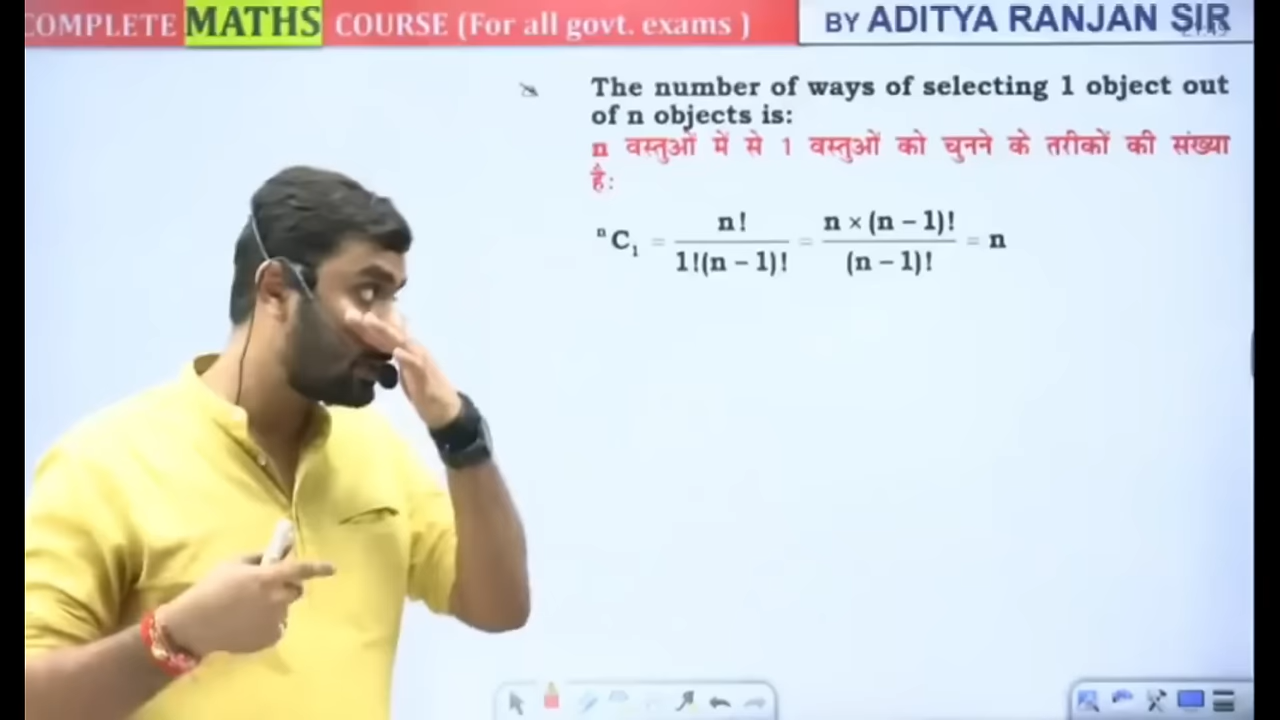 COMPLETE MATHS COURSE (For all govt. exams )
BY ADITYA RANJAN SIR
The number of ways of selecting 1 object out
of n objects is:
n वस्तुओं में से 1 वस्तुओं को चुनने के तरीकों की संख्या
है:
ⁿC₁ = n! / 1!(n – 1)! = n × (n – 1)! / (n – 1)! = n